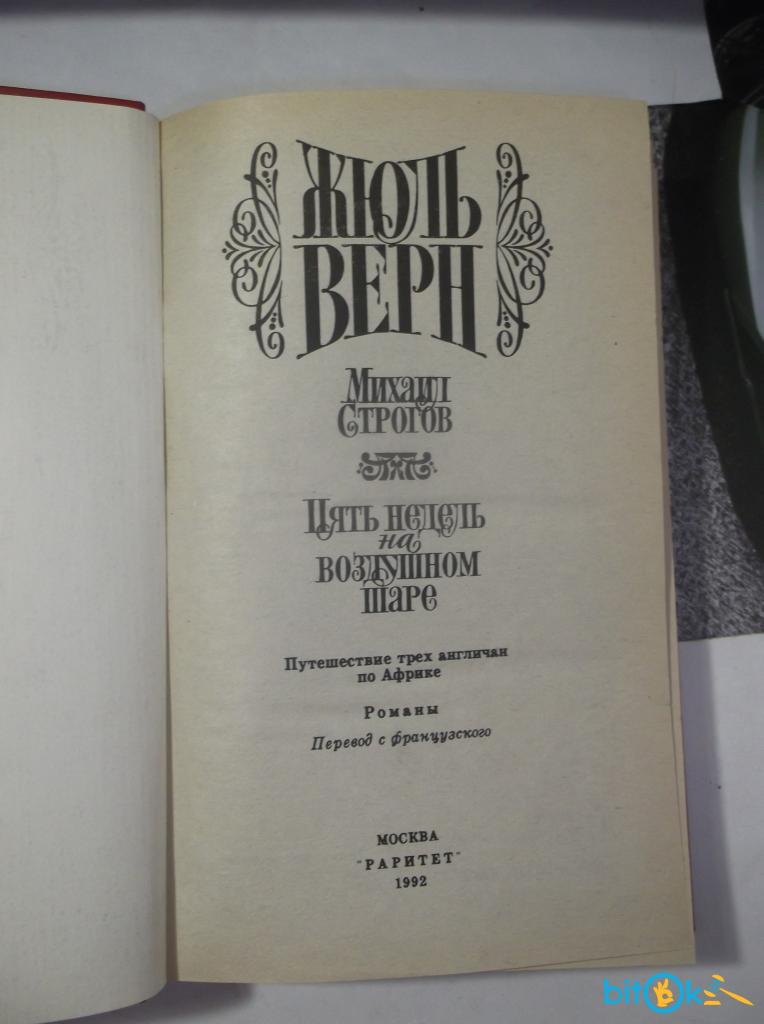 ЖЮЛЬ
ВЕРН
Михаил
Строгов
Пять недель
на
воздушном
шаре
Путешествие трех англичан
по Африке
Романы
Перевод с французского
МОСКВА
"РАРИТЕТ"
1992
bitok